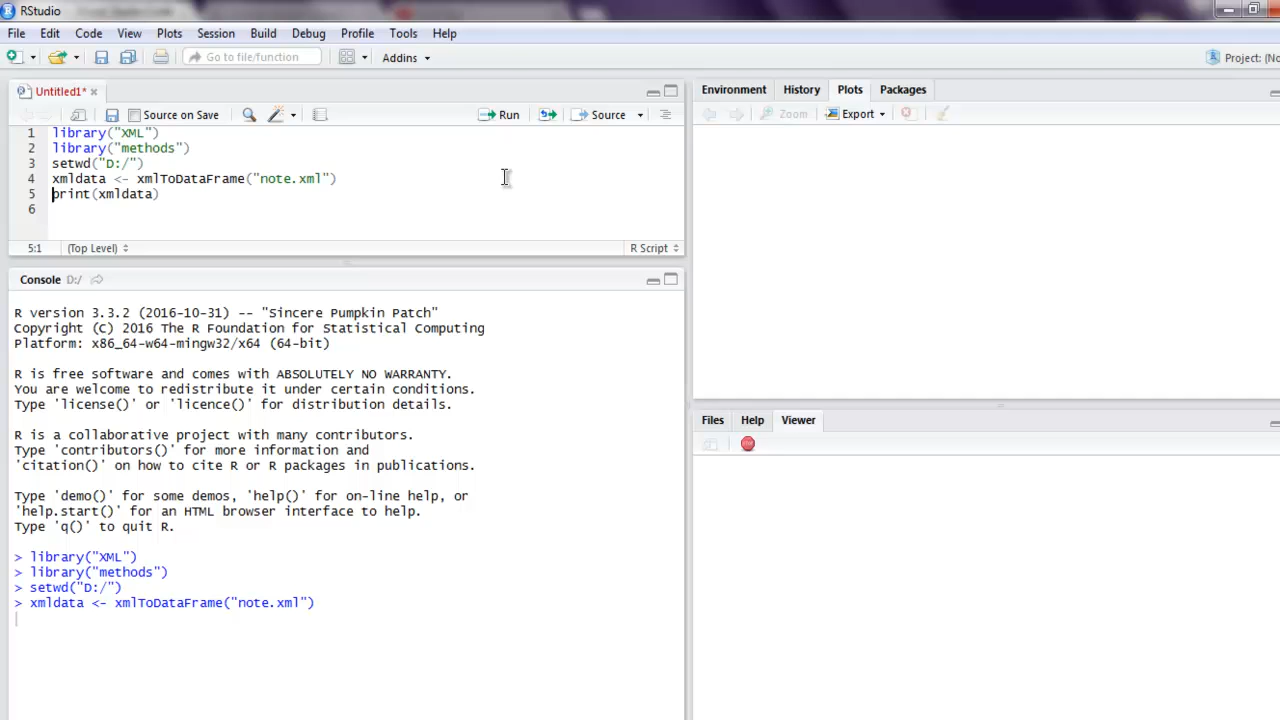 RStudio
File Edit Code View Plots Session Build Debug Profile Tools Help
Go to file/function Addins Project: (No
Untitled1*
Source on Save Run Source
1 library("XML")
2 library("methods")
3 setwd("D:/")
4 xmldata <- xmlToDataFrame("note.xml")
5 print(xmldata)
6
5:1 (Top Level) R Script
Console D:/
R version 3.3.2 (2016-10-31) -- "Sincere Pumpkin Patch"
Copyright (C) 2016 The R Foundation for Statistical Computing
Platform: x86_64-w64-mingw32/x64 (64-bit)
R is free software and comes with ABSOLUTELY NO WARRANTY.
You are welcome to redistribute it under certain conditions.
Type 'license()' or 'licence()' for distribution details.
R is a collaborative project with many contributors.
Type 'contributors()' for more information and
'citation()' on how to cite R or R packages in publications.
Type 'demo()' for some demos, 'help()' for on-line help, or
'help.start()' for an HTML browser interface to help.
Type 'q()' to quit R.
> library("XML")
> library("methods")
> setwd("D:/")
> xmldata <- xmlToDataFrame("note.xml")
Environment History Plots Packages
Zoom Export
Files Help Viewer